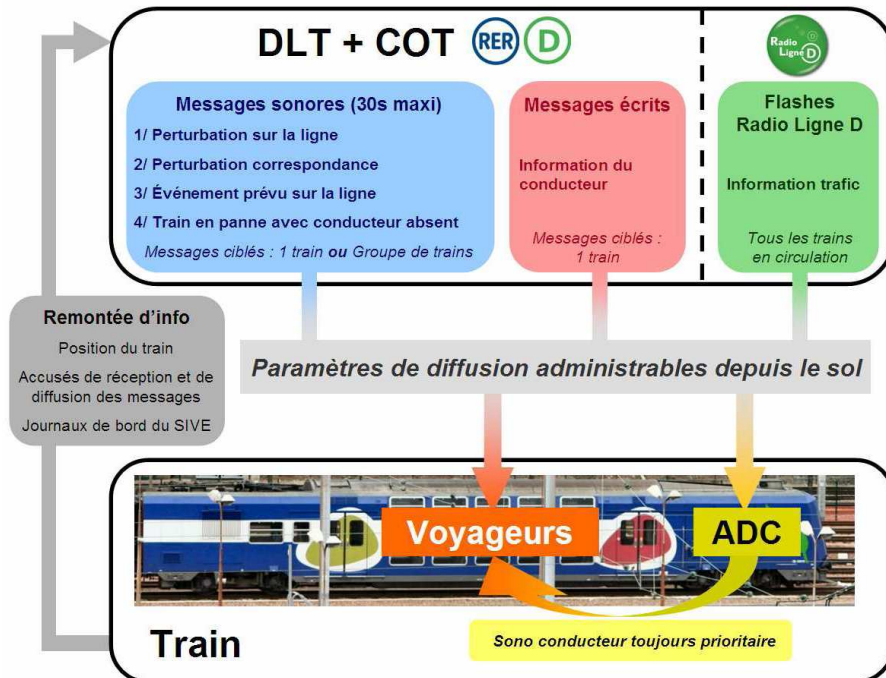 DLT + COT RER D
Radio
Ligne D
Messages sonores (30s maxi)
1/ Perturbation sur la ligne
2/ Perturbation correspondance
3/ Événement prévu sur la ligne
4/ Train en panne avec conducteur absent
Messages ciblés : 1 train ou Groupe de trains
Messages écrits
Information du
conducteur
Messages ciblés :
1 train
Flashes
Radio Ligne D
Information trafic
Tous les trains
en circulation
Remontée d'info
Position du train
Accusés de réception et de
diffusion des messages
Journaux de bord du SIVE
Paramètres de diffusion administrables depuis le sol
Voyageurs
ADC
Train
Sono conducteur toujours prioritaire